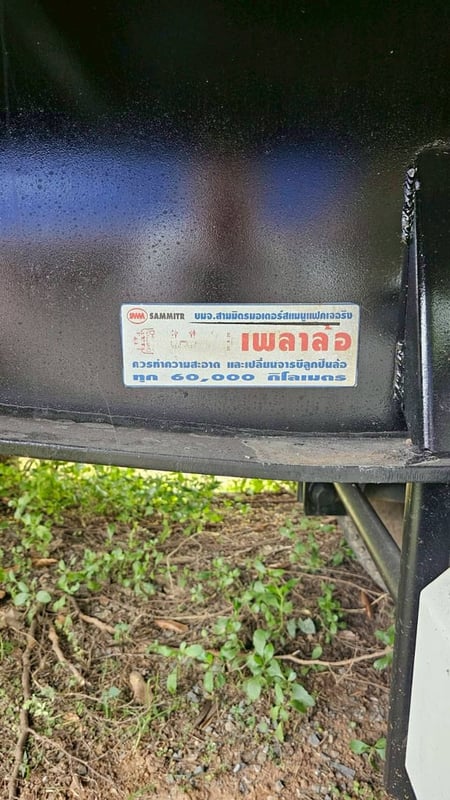 SMM SAMMITR บมจ.สามมิตรมอเตอร์สแมนูแฟคเจอริง
เพลาล้อ
ควรทำความสะอาด และเปลี่ยนจารบีลูกปืนล้อ
ทุก 60,000 กิโลเมตร